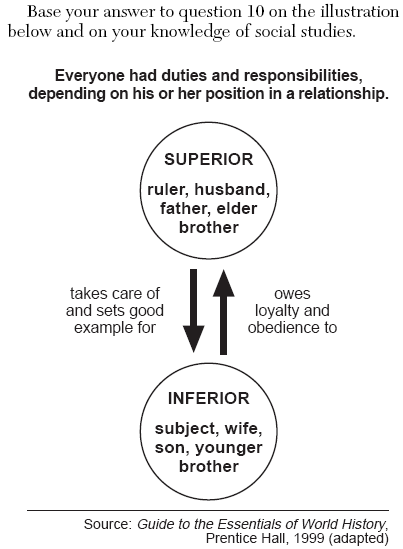 Base your answer to question 10 on the illustration
below and on your knowledge of social studies.
Everyone had duties and responsibilities,
depending on his or her position in a relationship.
SUPERIOR
ruler, husband,
father, elder
brother
takes care of
and sets good
example for
owes
loyalty and
obedience to
INFERIOR
subject, wife,
son, younger
brother
Source: Guide to the Essentials of World History,
Prentice Hall, 1999 (adapted)